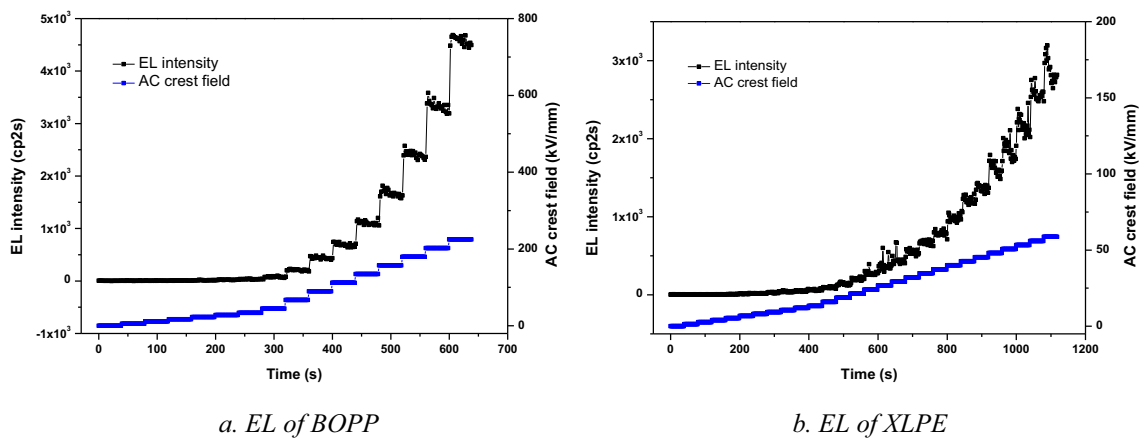 5x10³
4x10³
3x10³
2x10³
1x10³
0
-1x10³
EL intensity (cp2s)
EL intensity
AC crest field
800
600
400
200
0
AC crest field (kV/mm)
0 100 200 300 400 500 600 700
Time (s)
a. EL of BOPP
3x10³
2x10³
1x10³
0
EL intensity (cp2s)
EL intensity
AC crest field
200
150
100
50
0
AC crest field (kV/mm)
0 200 400 600 800 1000 1200
Time (s)
b. EL of XLPE